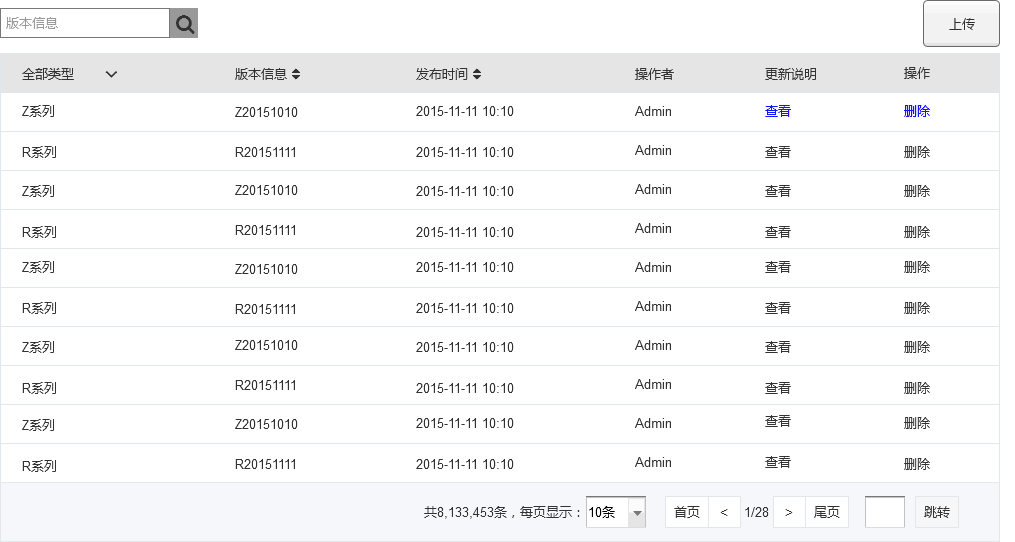 版本信息
上传
全部类型 版本信息 发布时间 操作者 更新说明 操作
Z系列 Z20151010 2015-11-11 10:10 Admin 查看 删除
R系列 R20151111 2015-11-11 10:10 Admin 查看 删除
Z系列 Z20151010 2015-11-11 10:10 Admin 查看 删除
R系列 R20151111 2015-11-11 10:10 Admin 查看 删除
Z系列 Z20151010 2015-11-11 10:10 Admin 查看 删除
R系列 R20151111 2015-11-11 10:10 Admin 查看 删除
Z系列 Z20151010 2015-11-11 10:10 Admin 查看 删除
R系列 R20151111 2015-11-11 10:10 Admin 查看 删除
Z系列 Z20151010 2015-11-11 10:10 Admin 查看 删除
R系列 R20151111 2015-11-11 10:10 Admin 查看 删除
共8,133,453条，每页显示： 10条 首页 < 1/28 > 尾页 跳转